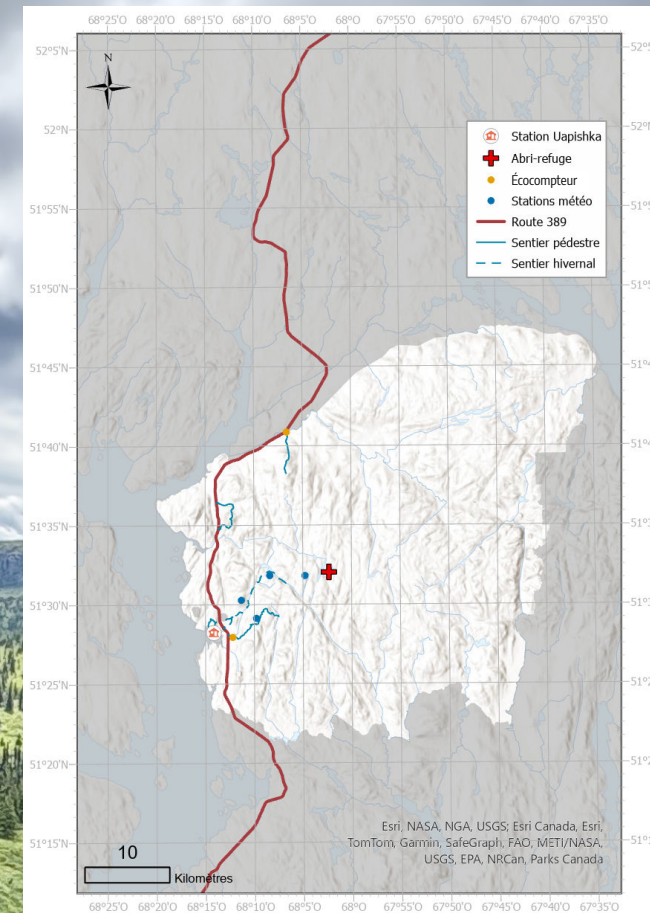 68°25'O 68°20'O 68°15'O 68°10'O 68°5'O 68°O 67°55'O 67°50'O 67°45'O 67°40'O 67°35'O
52°5'N
N
52°N
51°55'N
51°50'N
51°45'N
51°40'N
51°35'N
51°30'N
51°25'N
51°20'N
51°15'N
Station Uapishka
Abri-refuge
Écocompteur
Stations météo
Route 389
Sentier pédestre
Sentier hivernal
Esri, NASA, NGA, USGS; Esri Canada, Esri,
TomTom, Garmin, SafeGraph, FAO, METI/NASA,
USGS, EPA, NRCan, Parks Canada
10
Kilomètres
68°25'O 68°20'O 68°15'O 68°10'O 68°5'O 68°O 67°55'O 67°50'O 67°45'O 67°40'O 67°35'O